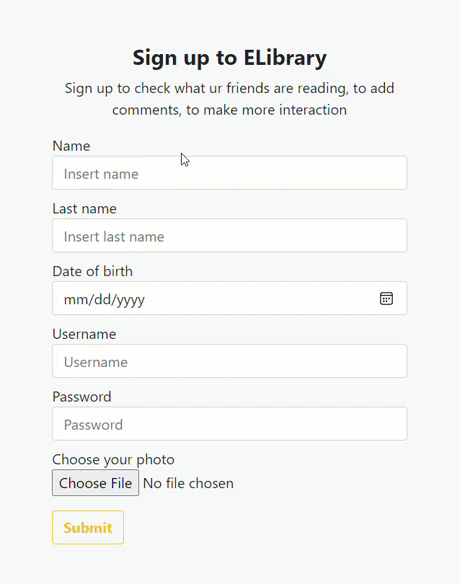 Sign up to ELibrary
Sign up to check what ur friends are reading, to add
comments, to make more interaction
Name
Insert name
Last name
Insert last name
Date of birth
mm/dd/yyyy
Username
Username
Password
Password
Choose your photo
Choose File No file chosen
Submit